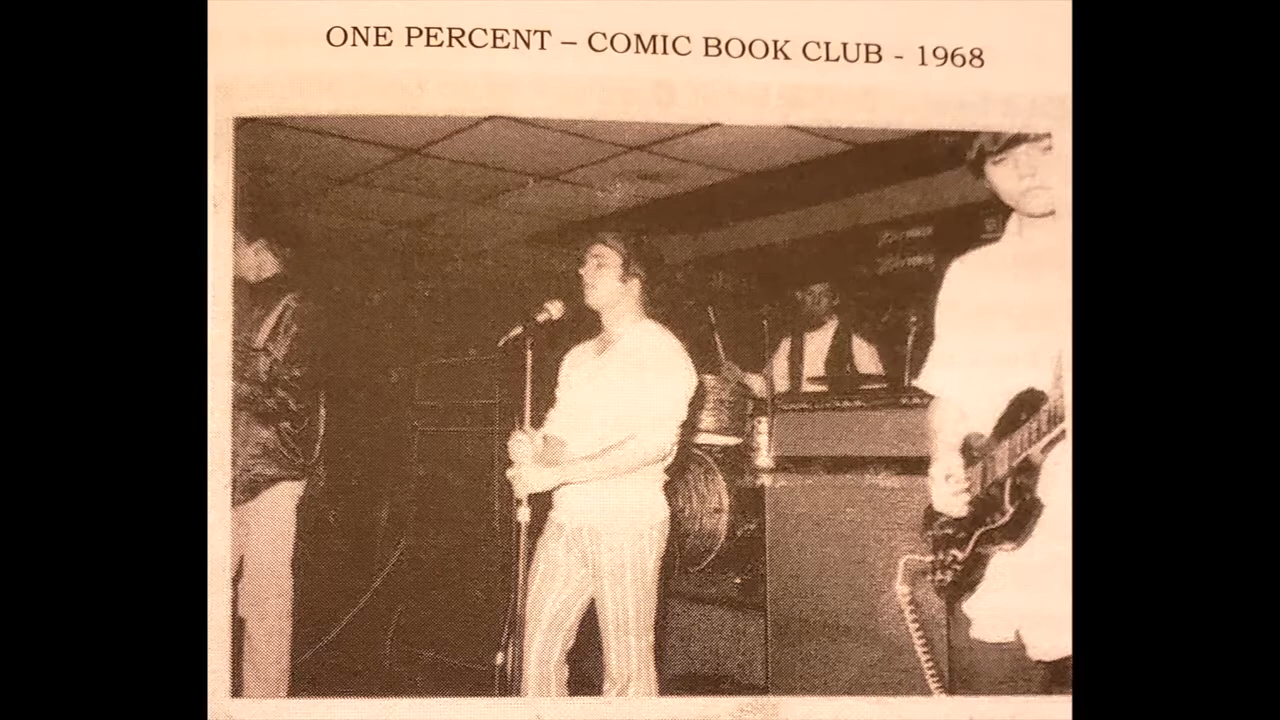 ONE PERCENT – COMIC BOOK CLUB - 1968